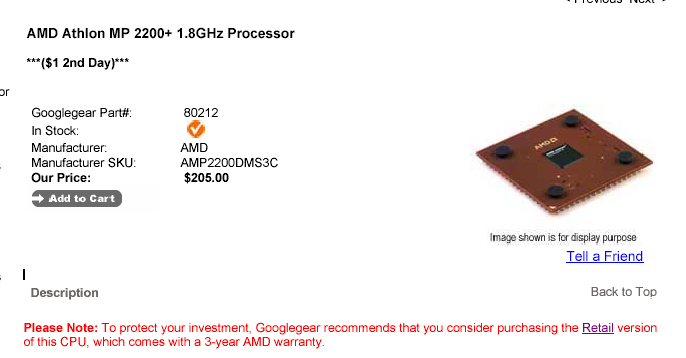 AMD Athlon MP 2200+ 1.8GHz Processor
***($1 2nd Day)***
or
Googlegear Part#: 80212
In Stock:
Manufacturer: AMD
Manufacturer SKU: AMP2200DMS3C
Our Price: $205.00
Add to Cart
AMD
Image shown is for display purpose
Tell a Friend
Description
Back to Top
Please Note: To protect your investment, Googlegear recommends that you consider purchasing the Retail version
of this CPU, which comes with a 3-year AMD warranty.